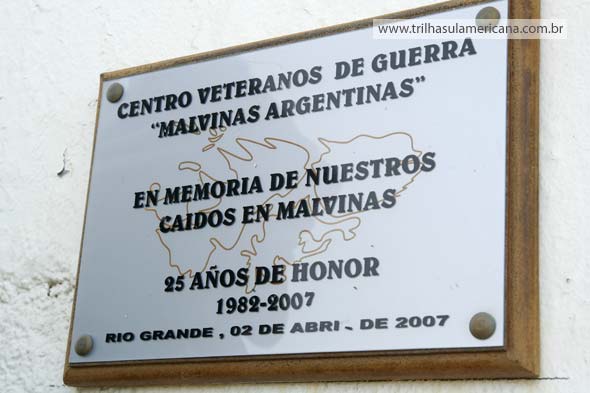 www.trilhasulamericana.com.br
CENTRO VETERANOS DE GUERRA
"MALVINAS ARGENTINAS"
EN MEMORIA DE NUESTROS
CAIDOS EN MALVINAS
25 AÑOS DE HONOR
1982-2007
RIO GRANDE , 02 DE ABRI - DE 2007